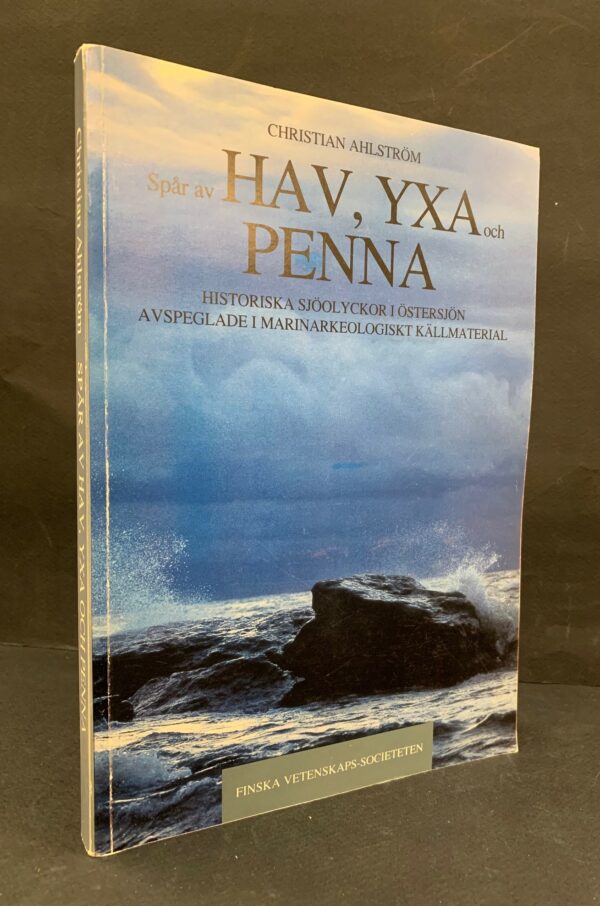 CHRISTIAN AHLSTRÖM
Spår av HAV, YXA och
PENNA
HISTORISKA SJÖOLYCKOR I ÖSTERSJÖN
AVSPEGLADE I MARINARKEOLOGISKT KÄLLMATERIAL
FINSKA VETENSKAPS-SOCIETETEN
Christian Ahlström SPÅR AV HAV, YXA OCH PENNA